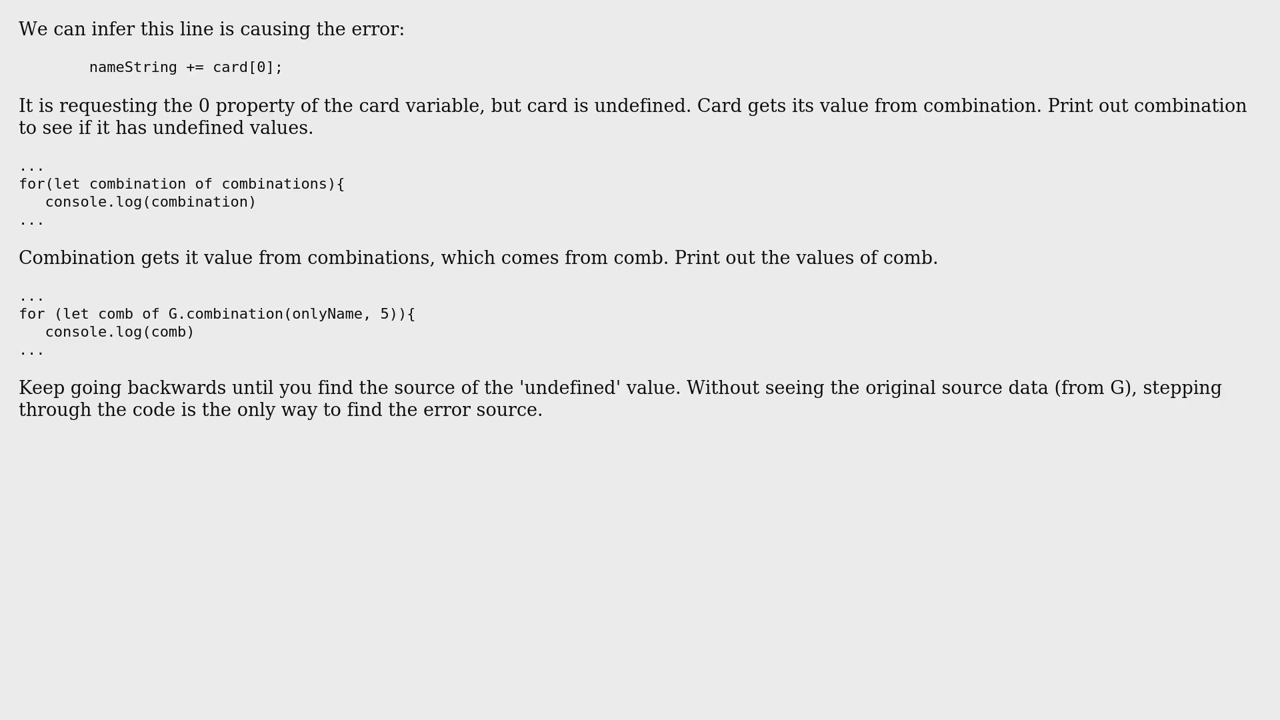 We can infer this line is causing the error:
nameString += card[0];
It is requesting the 0 property of the card variable, but card is undefined. Card gets its value from combination. Print out combination
to see if it has undefined values.
...
for(let combination of combinations){
   console.log(combination)
...
Combination gets it value from combinations, which comes from comb. Print out the values of comb.
...
for (let comb of G.combination(onlyName, 5)){
   console.log(comb)
...
Keep going backwards until you find the source of the 'undefined' value. Without seeing the original source data (from G), stepping
through the code is the only way to find the error source.